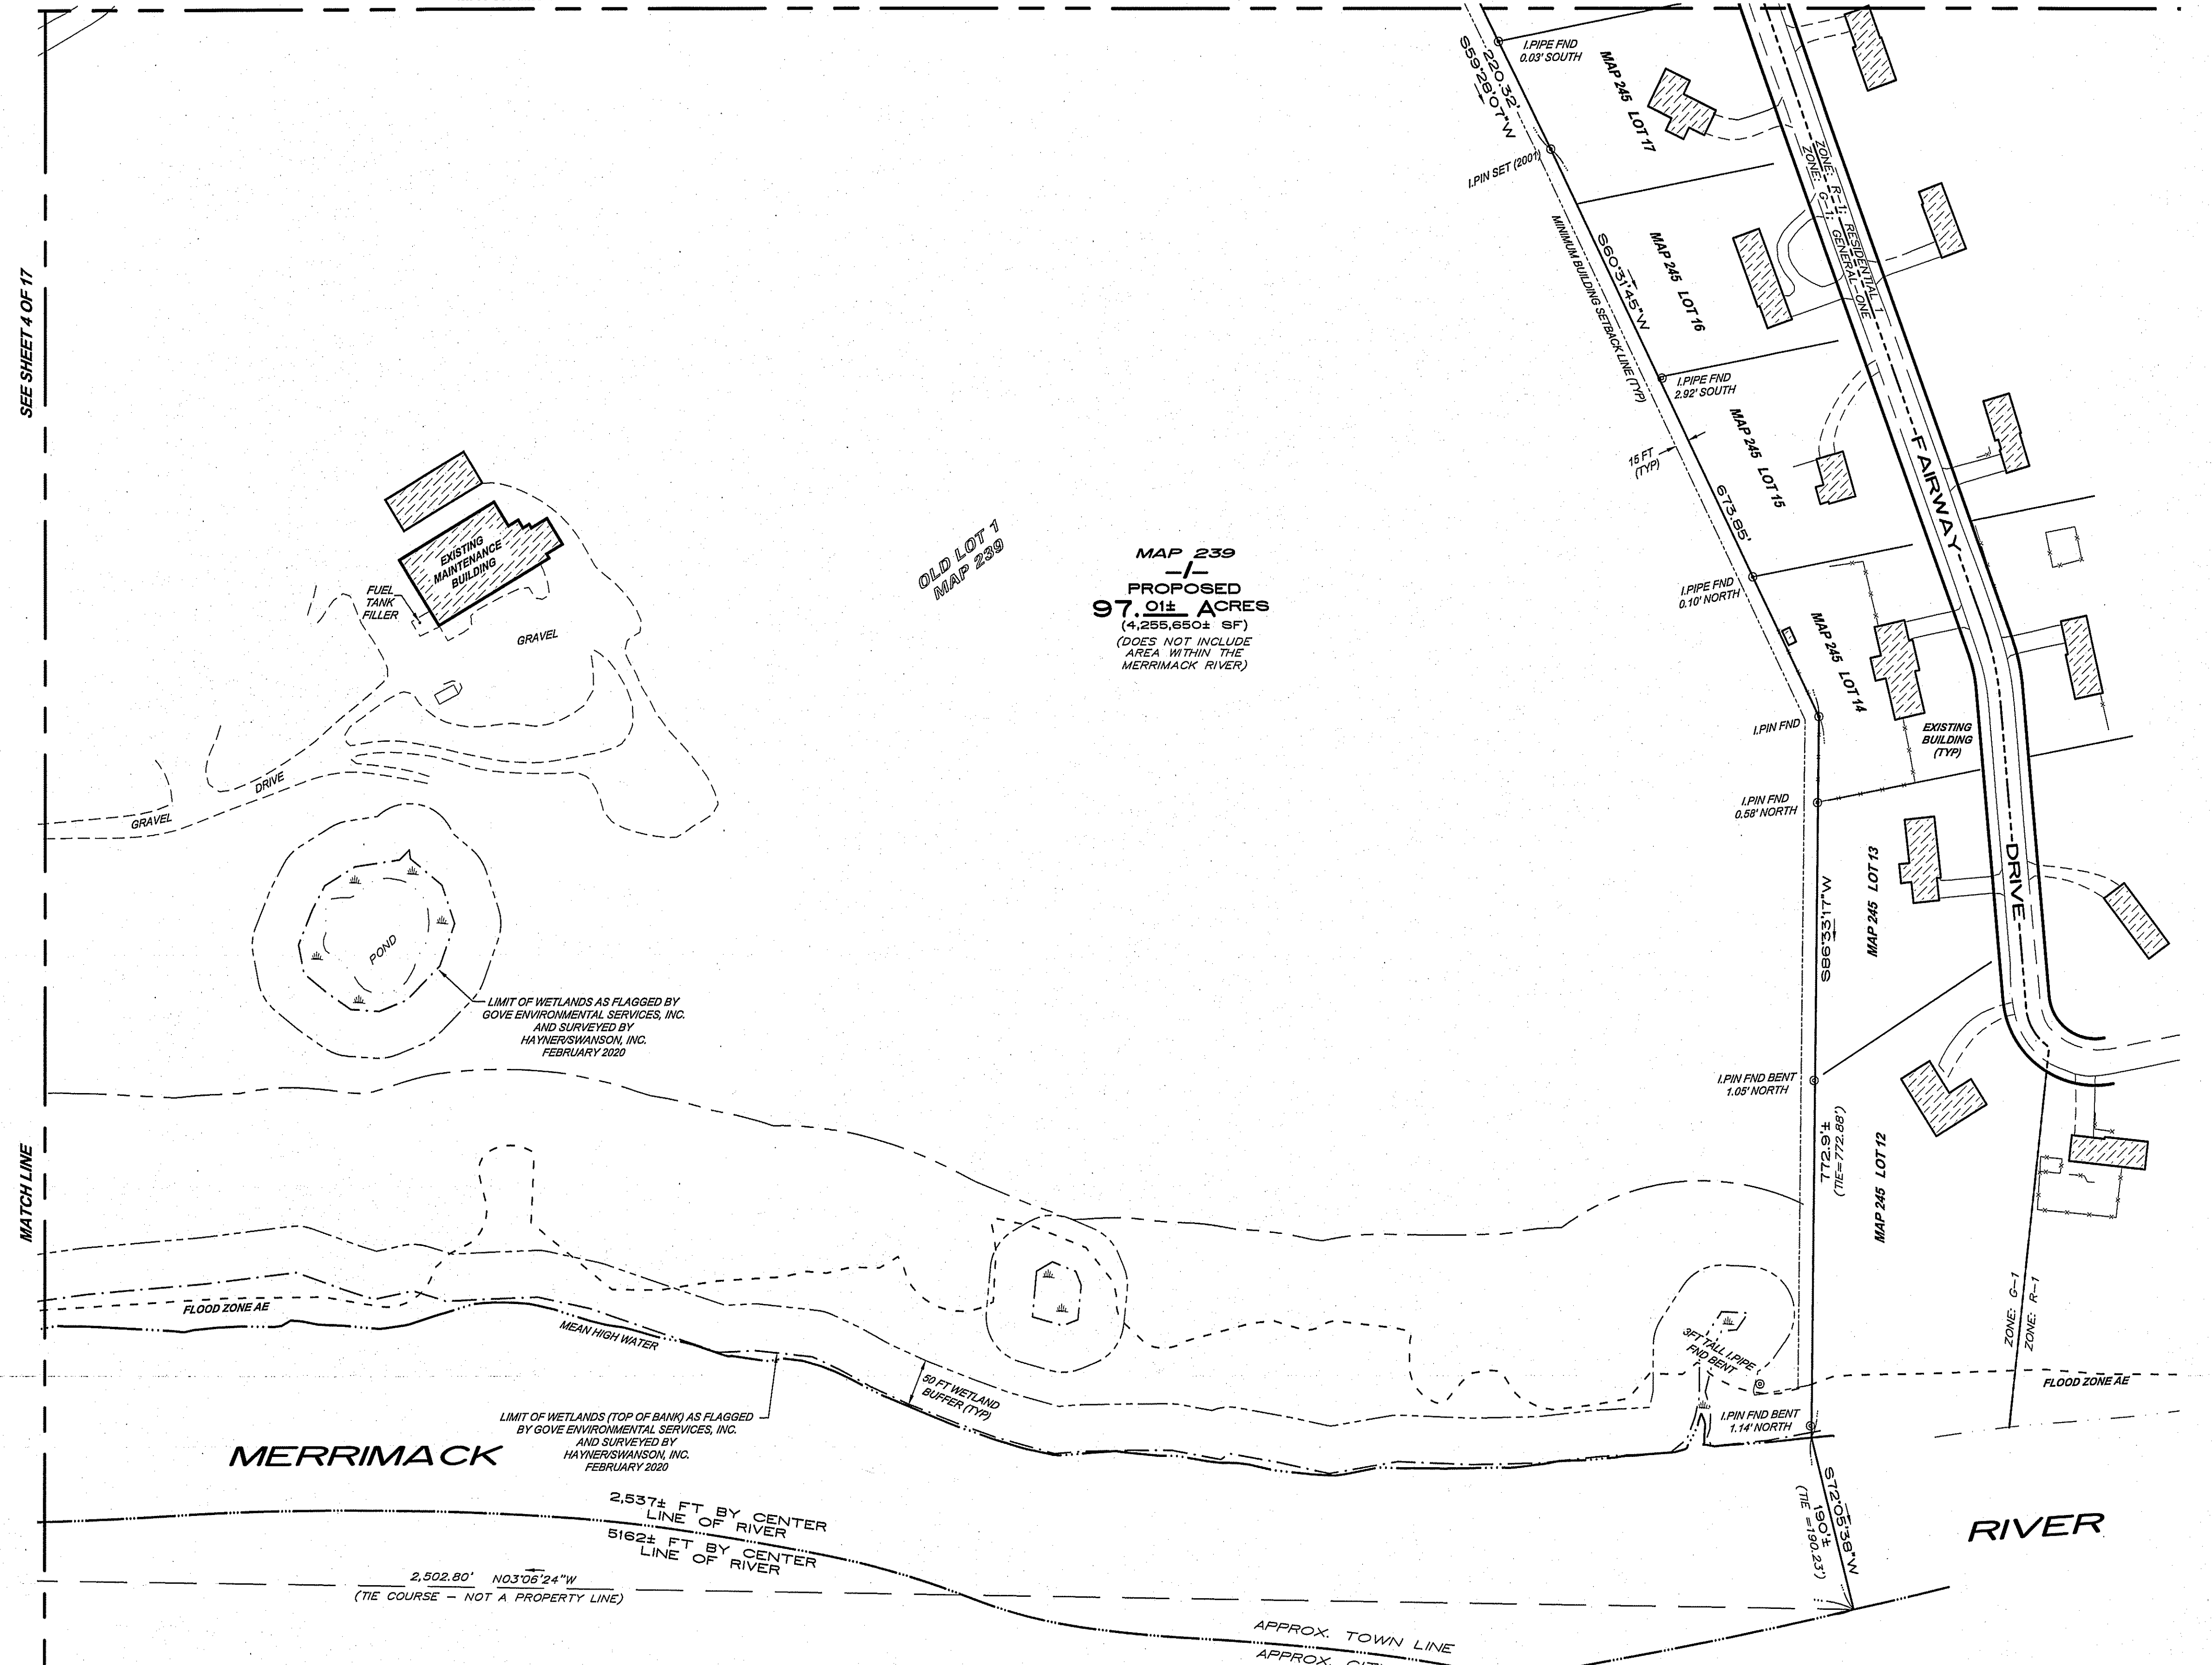 SEE SHEET 4 OF 17
MATCH LINE
I.PIPE FND
0.03' SOUTH
220.32'
S59°28'07"W
MAP 245 LOT 17
I.PIN SET (2001)
ZONE: R-1: RESIDENTIAL 1
ZONE: G-1: GENERAL-ONE
MINIMUM BUILDING SETBACK LINE (TYP)
S60°31'45"W
MAP 245 LOT 16
I.PIPE FND
2.92' SOUTH
MAP 245 LOT 15
15 FT
(TYP)
673.85'
FAIRWAY
EXISTING
MAINTENANCE
BUILDING
FUEL
TANK
FILLER
GRAVEL
OLD LOT 1
MAP 239
MAP 239
-1-
PROPOSED
97.01± ACRES
(4,255,650± SF)
(DOES NOT INCLUDE
AREA WITHIN THE
MERRIMACK RIVER)
I.PIPE FND
0.10' NORTH
MAP 245 LOT 14
I.PIN FND
EXISTING
BUILDING
(TYP)
DRIVE
GRAVEL
I.PIN FND
0.58' NORTH
S86°33'17"W
MAP 245 LOT 13
DRIVE
POND
LIMIT OF WETLANDS AS FLAGGED BY
GOVE ENVIRONMENTAL SERVICES, INC.
AND SURVEYED BY
HAYNER/SWANSON, INC.
FEBRUARY 2020
I.PIN FND BENT
1.05' NORTH
772.9'±
(TIE=772.88')
MAP 245 LOT 12
ZONE: G-1
ZONE: R-1
FLOOD ZONE AE
MEAN HIGH WATER
3FT TALL I.PIPE
FND BENT
FLOOD ZONE AE
50 FT WETLAND
BUFFER (TYP)
I.PIN FND BENT
1.14' NORTH
LIMIT OF WETLANDS (TOP OF BANK) AS FLAGGED
BY GOVE ENVIRONMENTAL SERVICES, INC.
AND SURVEYED BY
HAYNER/SWANSON, INC.
FEBRUARY 2020
MERRIMACK
RIVER
S72°05'38"W
190'±
(TIE =190.23')
2,537± FT BY CENTER
LINE OF RIVER
5162± FT BY CENTER
LINE OF RIVER
2,502.80' N03°06'24"W
(TIE COURSE - NOT A PROPERTY LINE)
APPROX. TOWN LINE
APPROX.